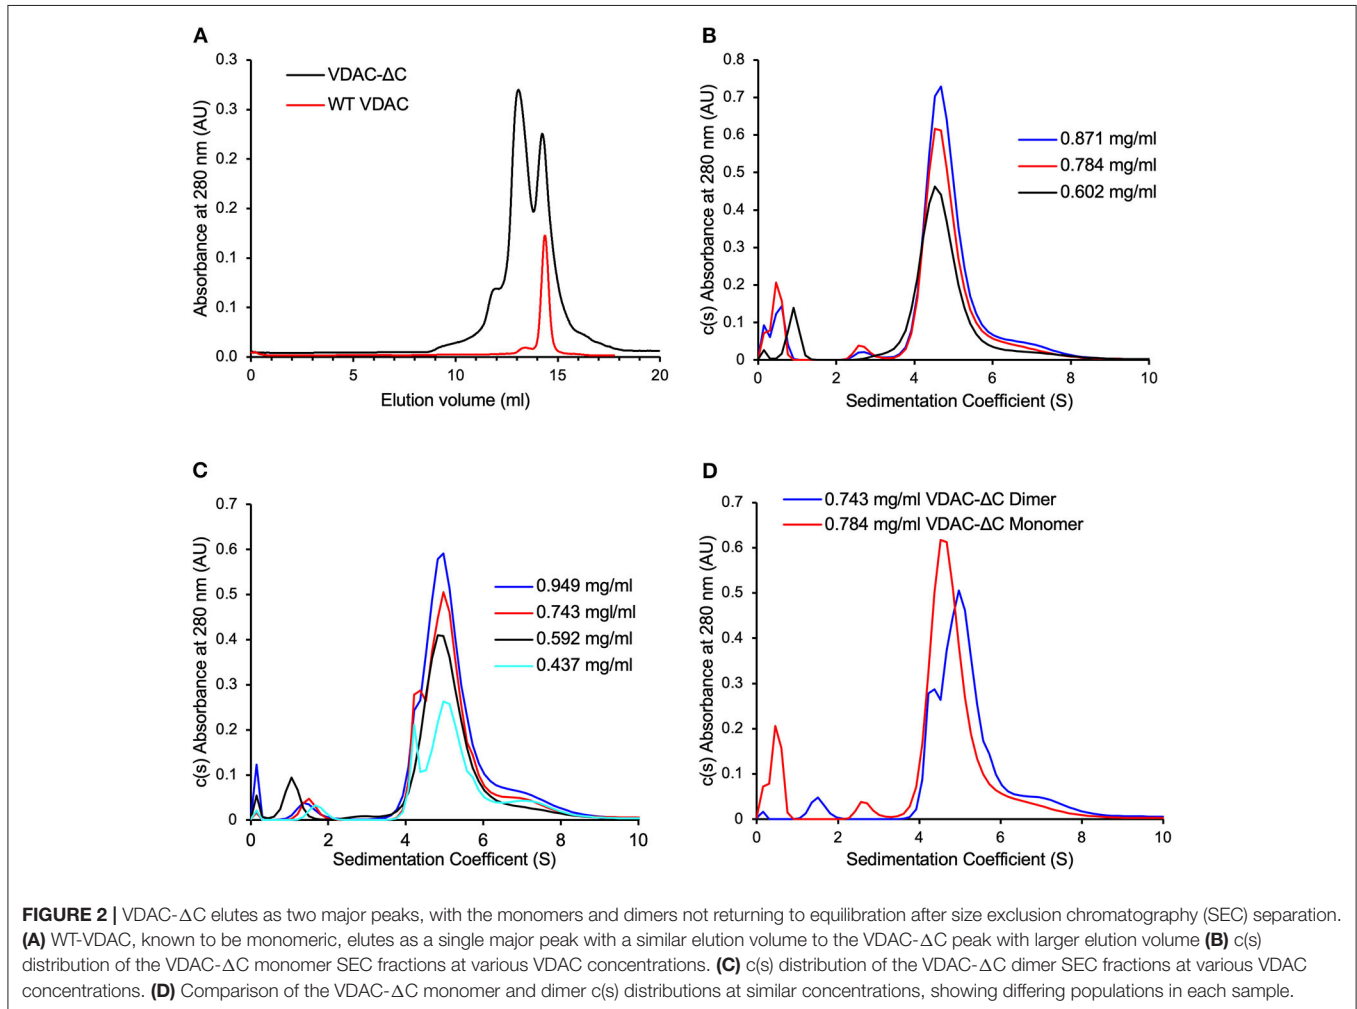 A
0.3
0.3
0.2
0.2
0.1
0.1
0.0
Absorbance at 280 nm (AU)
VDAC-ΔC
WT VDAC
0 5 10 15 20
Elution volume (ml)
B
0.8
0.7
0.6
0.5
0.4
0.3
0.2
0.1
0
c(s) Absorbance at 280 nm (AU)
0.871 mg/ml
0.784 mg/ml
0.602 mg/ml
0 2 4 6 8 10
Sedimentation Coefficient (S)
C
0.7
0.6
0.5
0.4
0.3
0.2
0.1
0
c(s) Absorbance at 280 nm (AU)
0.949 mg/ml
0.743 mgl/ml
0.592 mg/ml
0.437 mg/ml
0 2 4 6 8 10
Sedimentation Coefficent (S)
D
0.7
0.6
0.5
0.4
0.3
0.2
0.1
0
c(s) Absorbance at 280 nm (AU)
0.743 mg/ml VDAC-ΔC Dimer
0.784 mg/ml VDAC-ΔC Monomer
0 2 4 6 8 10
Sedimentation Coefficient (S)
FIGURE 2 | VDAC-ΔC elutes as two major peaks, with the monomers and dimers not returning to equilibration after size exclusion chromatography (SEC) separation.
(A) WT-VDAC, known to be monomeric, elutes as a single major peak with a similar elution volume to the VDAC-ΔC peak with larger elution volume (B) c(s)
distribution of the VDAC-ΔC monomer SEC fractions at various VDAC concentrations. (C) c(s) distribution of the VDAC-ΔC dimer SEC fractions at various VDAC
concentrations. (D) Comparison of the VDAC-ΔC monomer and dimer c(s) distributions at similar concentrations, showing differing populations in each sample.